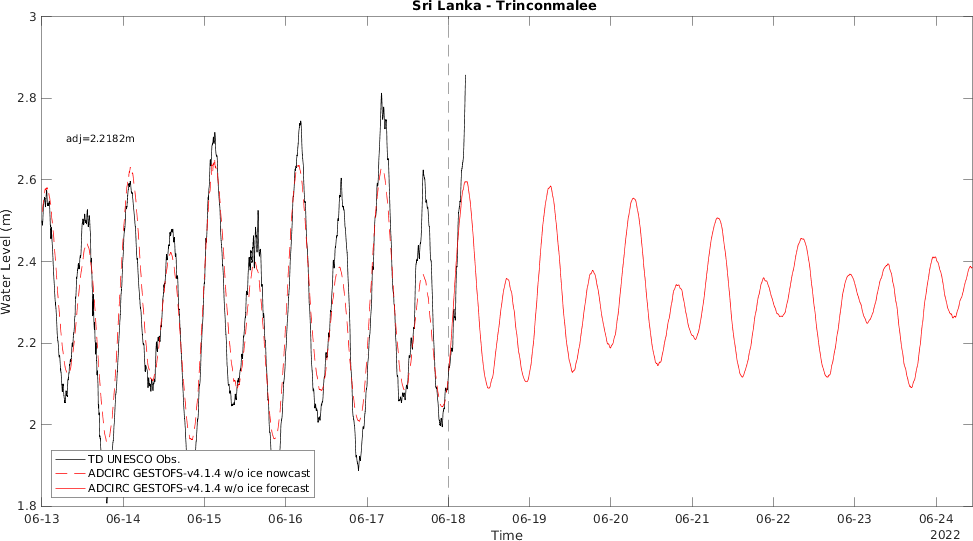 Sri Lanka - Trinconmalee
3
2.8
2.6
2.4
2.2
2
1.8
Water Level (m)
adj=2.2182m
TD UNESCO Obs.
ADCIRC GESTOFS-v4.1.4 w/o ice nowcast
ADCIRC GESTOFS-v4.1.4 w/o ice forecast
06-13 06-14 06-15 06-16 06-17 06-18 06-19 06-20 06-21 06-22 06-23 06-24
2022
Time